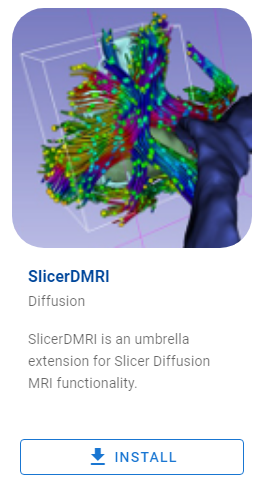 SlicerDMRI
Diffusion
SlicerDMRI is an umbrella
extension for Slicer Diffusion
MRI functionality.
INSTALL